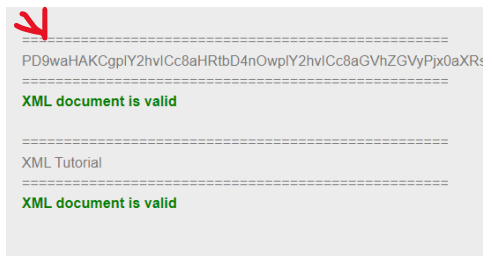 ===================================================
PD9waHAKCgplY2hvICc8aHRtbD4nOwplY2hvICc8aGVhZGVyPjx0aXRs
===================================================
XML document is valid
===================================================
XML Tutorial
===================================================
XML document is valid